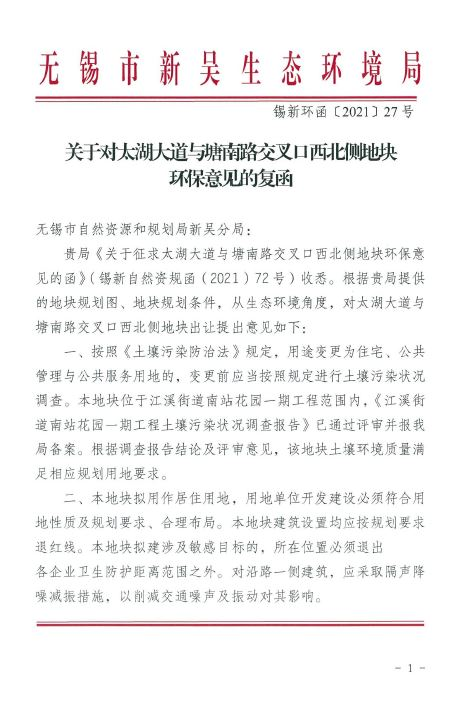 无锡市新吴生态环境局
锡新环函〔2021〕27号
关于对太湖大道与塘南路交叉口西北侧地块
环保意见的复函
无锡市自然资源和规划局新吴分局：
贵局《关于征求太湖大道与塘南路交叉口西北侧地块环保意
见的函》（锡新自然资规函（2021）72号）收悉。根据贵局提供
的地块规划图、地块规划条件，从生态环境角度，对太湖大道与
塘南路交叉口西北侧地块出让提出意见如下：
一、按照《土壤污染防治法》规定，用途变更为住宅、公共
管理与公共服务用地的，变更前应当按照规定进行土壤污染状况
调查。本地块位于江溪街道南站花园一期工程范围内，《江溪街
道南站花园一期工程土壤污染状况调查报告》已通过评审并报我
局备案。根据调查报告结论及评审意见，该地块土壤环境质量满
足相应规划用地要求。
二、本地块拟用作居住用地，用地单位开发建设必须符合用
地性质及规划要求、合理布局。本地块建筑设置均应按规划要求
退红线。本地块拟建涉及敏感目标的，所在位置必须退出
各企业卫生防护距离范围之外。对沿路一侧建筑，应采取隔声降
噪减振措施，以削减交通噪声及振动对其影响。
- 1 -